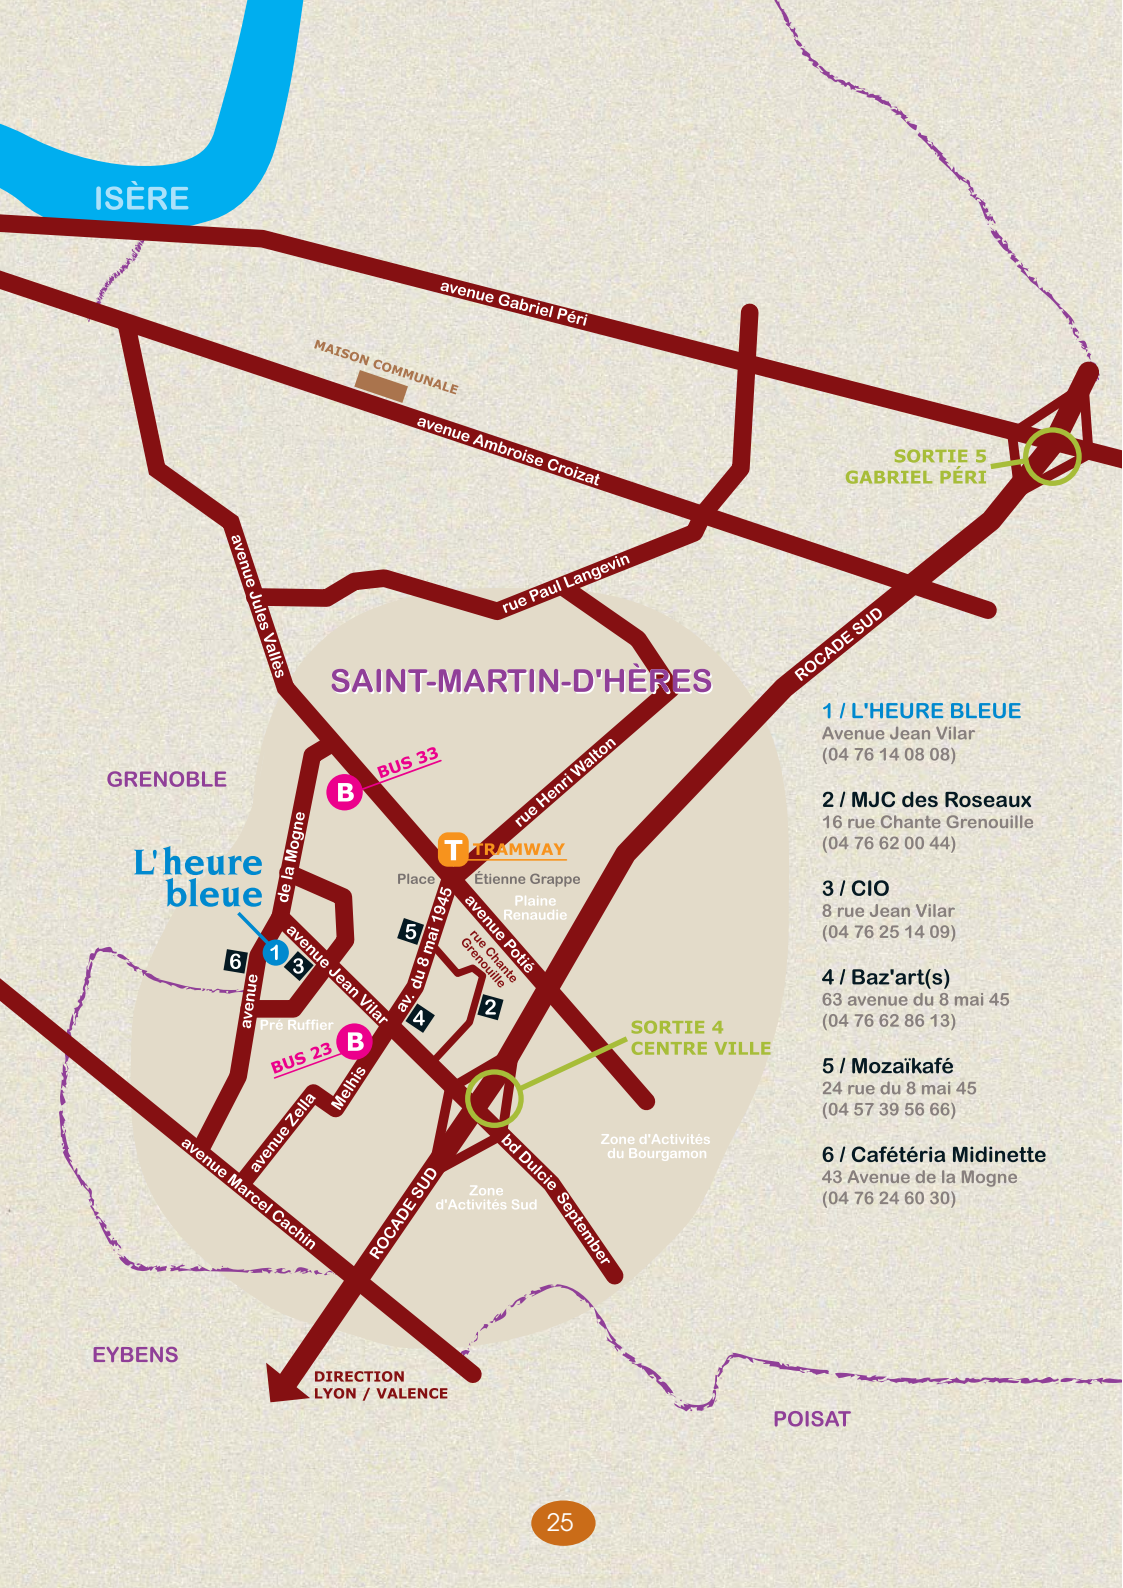 ISÈRE
avenue Gabriel Péri
MAISON COMMUNALE
avenue Ambroise Croizat
SORTIE 5
GABRIEL PÉRI
avenue Jules Vallès
rue Paul Langevin
ROCADE SUD
SAINT-MARTIN-D'HÈRES
1 / L'HEURE BLEUE
Avenue Jean Vilar
(04 76 14 08 08)
2 / MJC des Roseaux
16 rue Chante Grenouille
(04 76 62 00 44)
3 / CIO
8 rue Jean Vilar
(04 76 25 14 09)
4 / Baz'art(s)
63 avenue du 8 mai 45
(04 76 62 86 13)
5 / Mozaïkafé
24 rue du 8 mai 45
(04 57 39 56 66)
6 / Cafétéria Midinette
43 Avenue de la Mogne
(04 76 24 60 30)
GRENOBLE
B
BUS 33
rue Henri Walton
T
TRAMWAY
Place
Étienne Grappe
L'heure
bleue
avenue de la Mogne
Plaine
Renaudie
avenue Potié
av. du 8 mai 1945
rue Chante
Grenouille
5
6
1
3
avenue Jean Vilar
2
4
Pré Ruffier
B
BUS 23
SORTIE 4
CENTRE VILLE
avenue Zella
Melhis
avenue Marcel Cachin
Zone d'Activités
du Bourgamon
bd Dulcie September
Zone
d'Activités Sud
ROCADE SUD
EYBENS
DIRECTION
LYON / VALENCE
POISAT
25